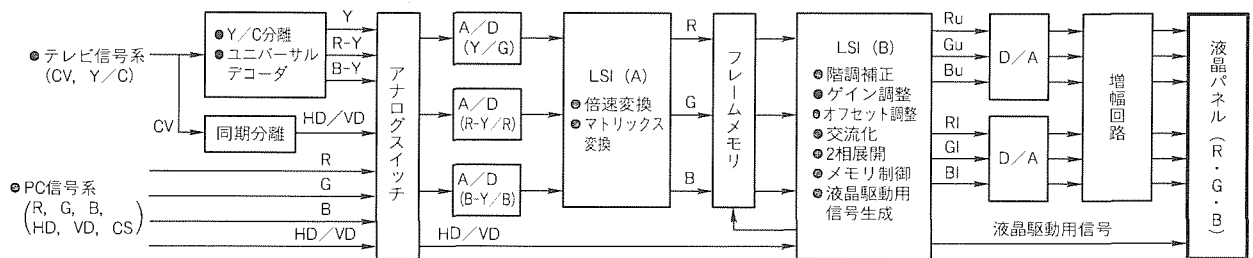 ●テレビ信号系
(CV, Y/C)
CV
●Y/C分離
●ユニバーサル
デコーダ
同期分離
Y
R-Y
B-Y
HD/VD
●PC信号系
(R, G, B,
HD, VD, CS)
R
G
B
HD/VD
アナログスイッチ
A/D
(Y/G)
A/D
(R-Y/R)
A/D
(B-Y/B)
HD/VD
LSI (A)
●倍速変換
●マトリックス
変換
R
G
B
フレームメモリ
LSI (B)
●階調補正
●ゲイン調整
●オフセット調整
●交流化
●2相展開
●メモリ制御
●液晶駆動用
信号生成
Ru
Gu
Bu
RI
GI
BI
D/A
D/A
増幅回路
液晶駆動用信号
液晶パネル(R・G・B)